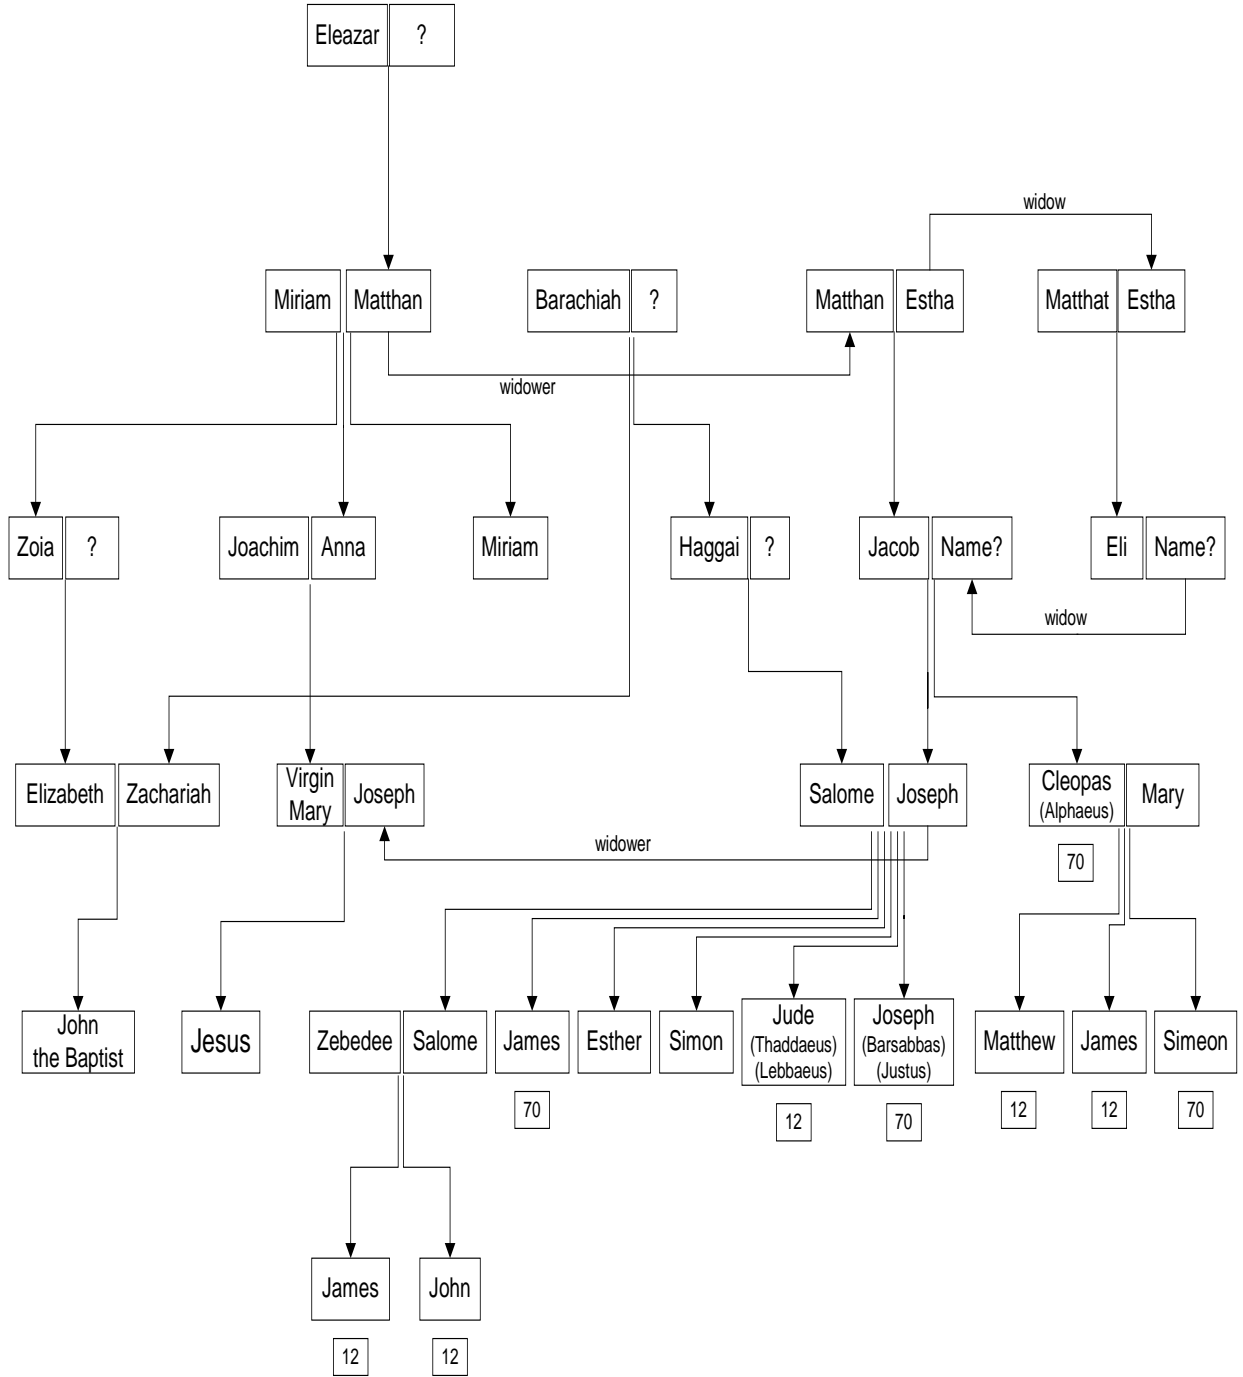 Eleazar
?
widow
Miriam
Matthan
Barachiah
?
Matthan
Estha
Matthat
Estha
widower
Zoia
?
Joachim
Anna
Miriam
Haggai
?
Jacob
Name?
Eli
Name?
widow
Elizabeth
Zachariah
Virgin
Mary
Joseph
Salome
Joseph
Cleopas
(Alphaeus)
Mary
widower
70
John
the Baptist
Jesus
Zebedee
Salome
James
Esther
Simon
Jude
(Thaddaeus)
(Lebbaeus)
Joseph
(Barsabbas)
(Justus)
Matthew
James
Simeon
70
12
70
12
12
70
James
John
12
12